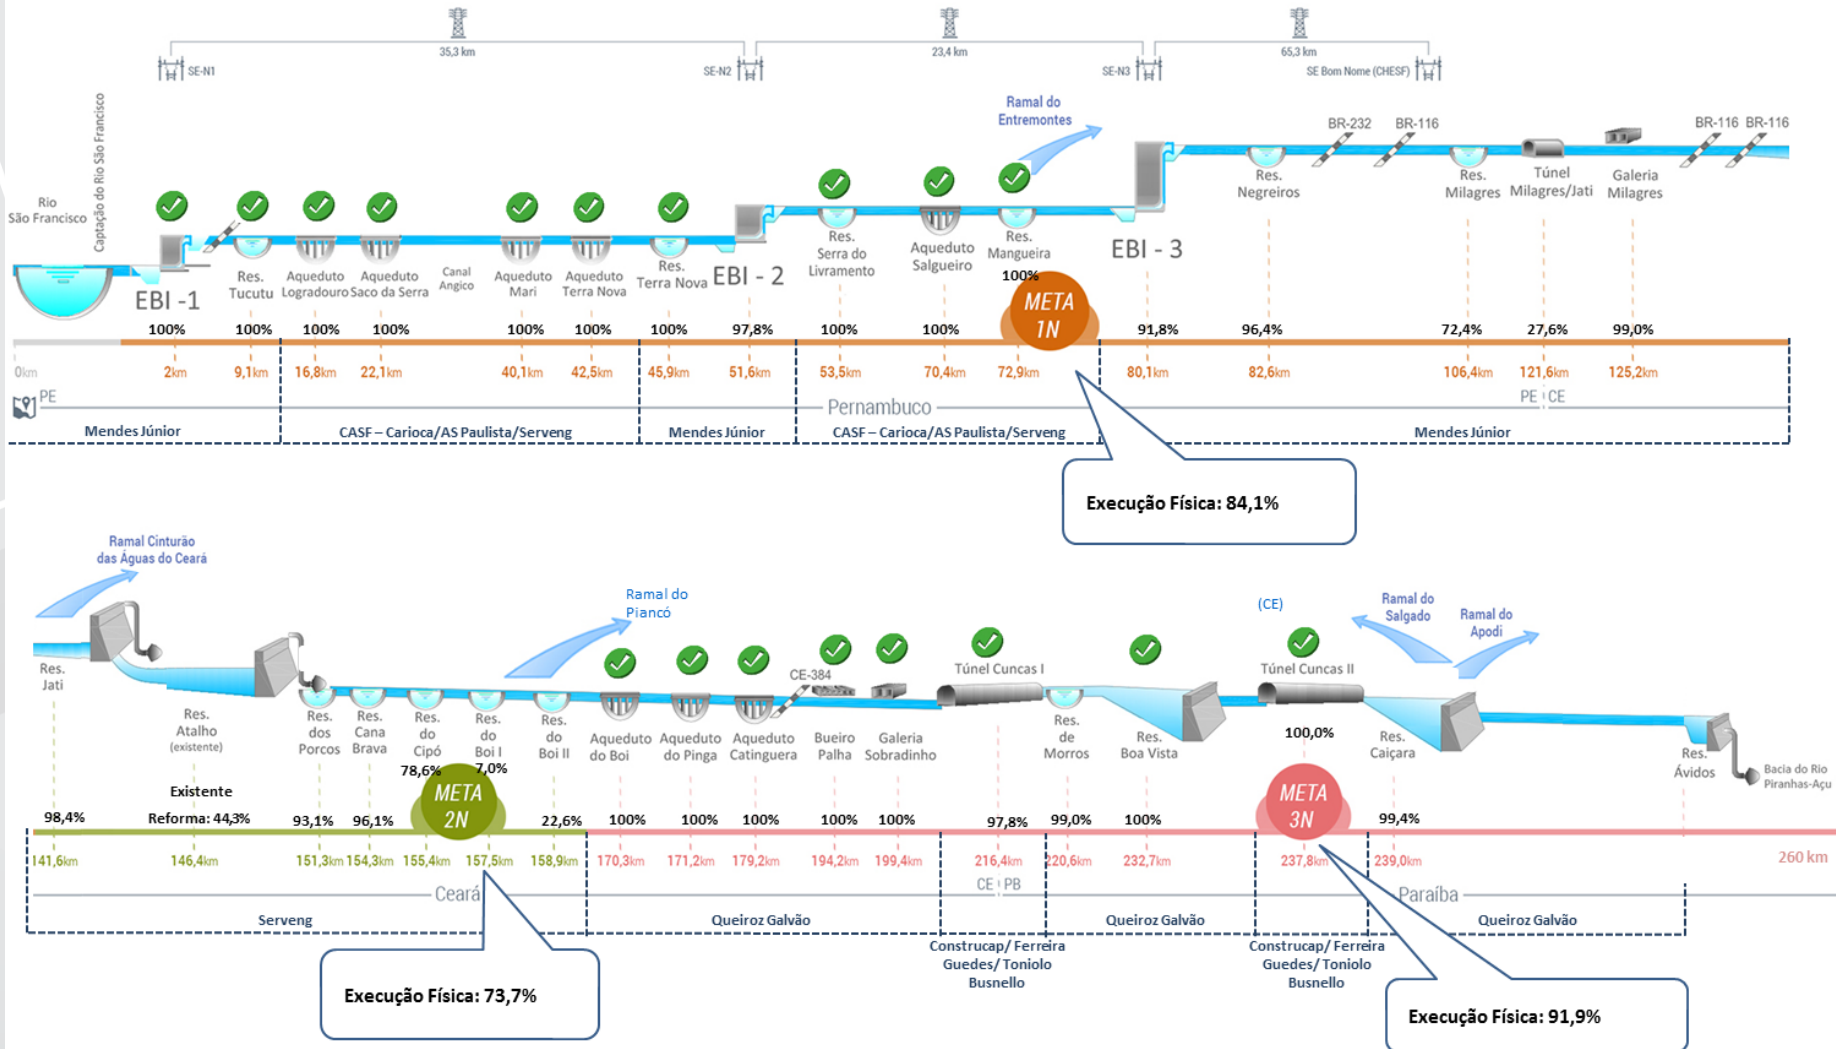 35,3 km
23,4 km
65,3 km
SE-N1
SE-N2
SE-N3
SE Bom Nome (CHESF)
Captação do Rio São Francisco
Rio
São Francisco
Ramal do
Entremontes
BR-232
BR-116
BR-116
BR-116
EBI -1
Res.
Tucutu
Aqueduto
Logradouro
Aqueduto
Saco da Serra
Canal
Angico
Aqueduto
Mari
Aqueduto
Terra Nova
Res.
Terra Nova
EBI - 2
Res.
Serra do
Livramento
Aqueduto
Salgueiro
Res.
Mangueira
EBI - 3
Res.
Negreiros
Res.
Milagres
Túnel
Milagres/Jati
Galeria
Milagres
100%
META
1N
100%
100%
100%
100%
100%
100%
100%
97,8%
100%
100%
91,8%
96,4%
72,4%
27,6%
99,0%
0km
2km
9,1km
16,8km
22,1km
40,1km
42,5km
45,9km
51,6km
53,5km
70,4km
72,9km
80,1km
82,6km
106,4km
121,6km
125,2km
PE
Pernambuco
PE
CE
Mendes Júnior
CASF – Carioca/AS Paulista/Serveng
Mendes Júnior
CASF – Carioca/AS Paulista/Serveng
Mendes Júnior
Execução Física: 84,1%
Ramal Cinturão
das Águas do Ceará
Ramal do
Piancó
(CE)
Ramal do
Salgado
Ramal do
Apodi
CE-384
Res.
Jati
Res.
Atalho
(existente)
Res.
dos
Porcos
Res.
Cana
Brava
Res.
do
Cipó
Res.
do
Boi I
Res.
do
Boi II
Aqueduto
do Boi
Aqueduto
do Pinga
Aqueduto
Catinguera
Bueiro
Palha
Galeria
Sobradinho
Túnel Cuncas I
Res.
de
Morros
Res.
Boa Vista
Túnel Cuncas II
Res.
Caiçara
Res.
Ávidos
Bacia do Rio
Piranhas-Açu
98,4%
Existente
Reforma: 44,3%
93,1%
96,1%
78,6%
7,0%
META
2N
22,6%
100%
100%
100%
100%
100%
97,8%
99,0%
100%
100,0%
META
3N
99,4%
141,6km
146,4km
151,3km
154,3km
155,4km
157,5km
158,9km
170,3km
171,2km
179,2km
194,2km
199,4km
216,4km
220,6km
232,7km
237,8km
239,0km
260 km
Ceará
CE
PB
Paraíba
Serveng
Queiroz Galvão
Construcap/ Ferreira
Guedes/ Toniolo
Busnello
Queiroz Galvão
Construcap/ Ferreira
Guedes/ Toniolo
Busnello
Queiroz Galvão
Execução Física: 73,7%
Execução Física: 91,9%